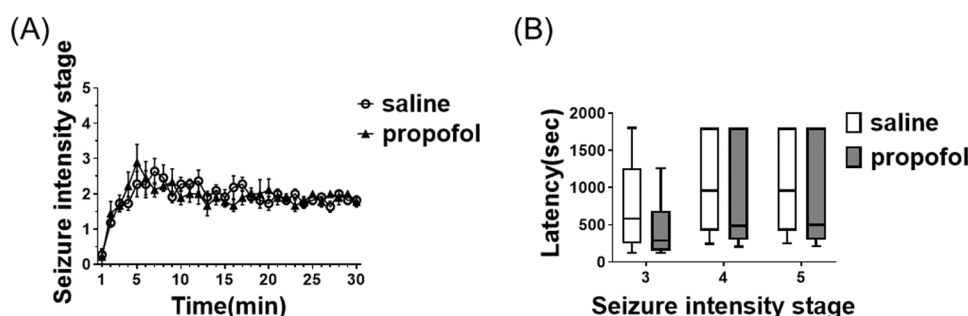 (A)
Seizure intensity stage
5
4
3
2
1
0
1 5 10 15 20 25 30
Time(min)
saline
propofol
(B)
Latency(sec)
2000
1500
1000
500
0
3 4 5
Seizure intensity stage
saline
propofol